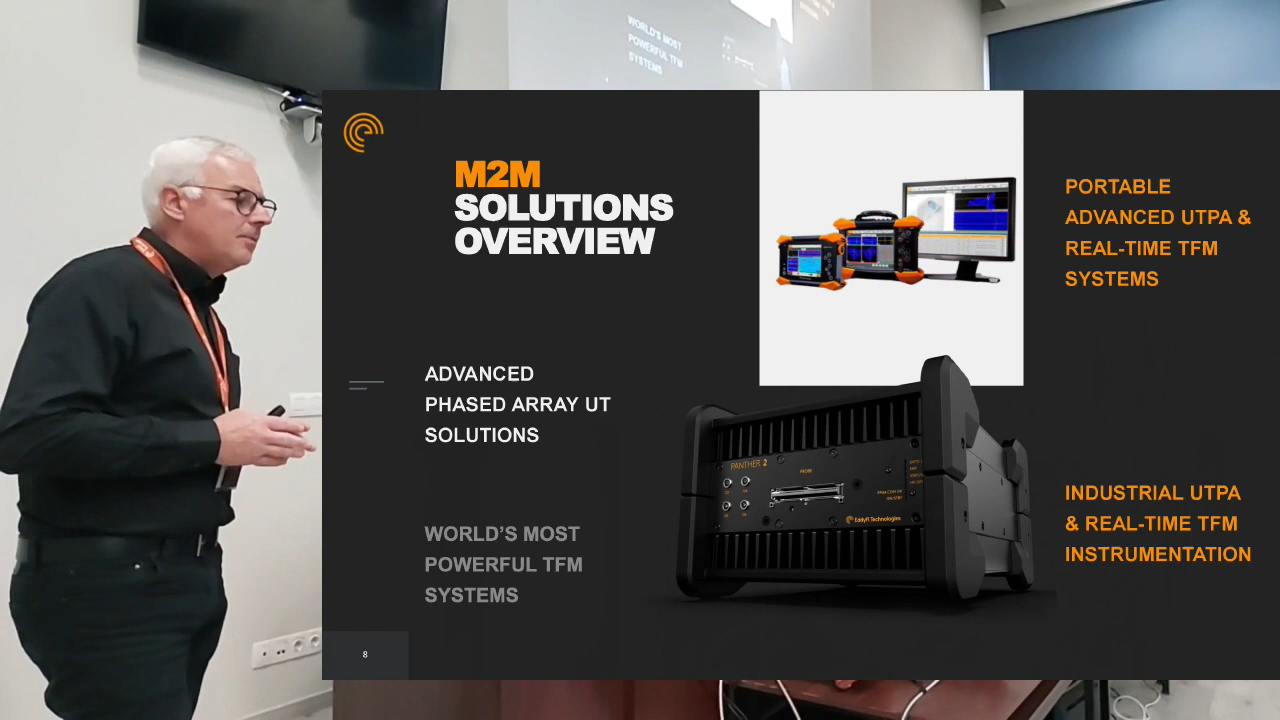 WORLD'S MOST
POWERFUL TFM
SYSTEMS
M2M
SOLUTIONS
OVERVIEW
PORTABLE
ADVANCED UTPA &
REAL-TIME TFM
SYSTEMS
ADVANCED
PHASED ARRAY UT
SOLUTIONS
PANTHER 2
PROBE
Eddyfi Technologies
WORLD'S MOST
POWERFUL TFM
SYSTEMS
INDUSTRIAL UTPA
& REAL-TIME TFM
INSTRUMENTATION
8